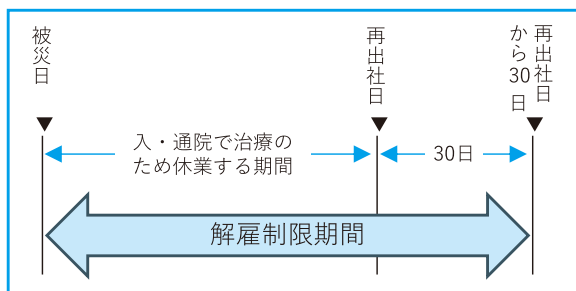 被災日
再出社日
再出社日
から30日
入・通院で治療の
ため休業する期間
30日
解雇制限期間